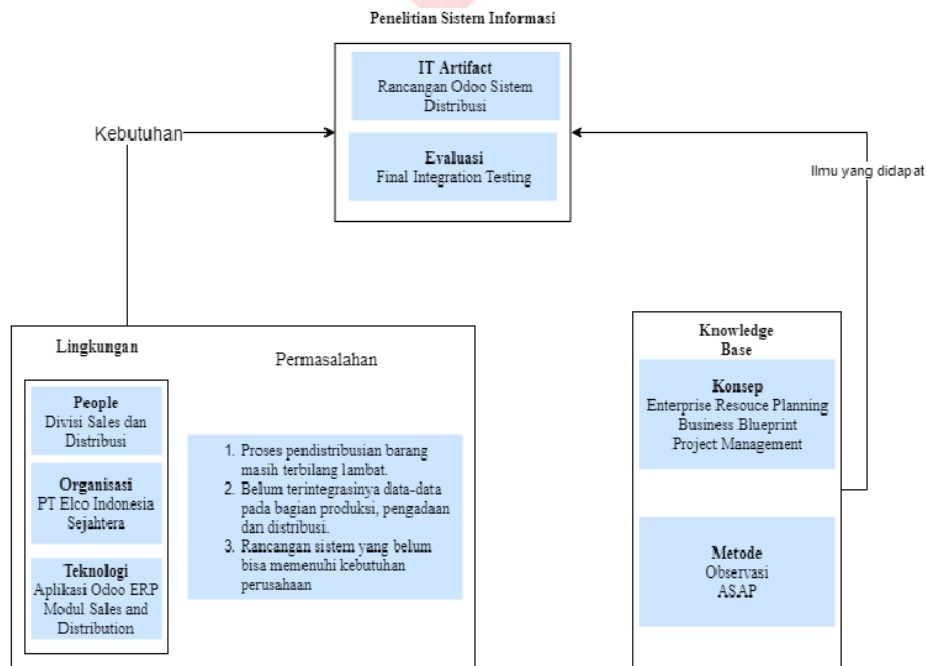 Penelitian Sistem Informasi
IT Artifact
Rancangan Odoo Sistem
Distribusi
Evaluasi
Final Integration Testing
Kebutuhan
Ilmu yang didapat
Lingkungan
Permasalahan
People
Divisi Sales dan
Distribusi
Organisasi
PT Elco Indonesia
Sejahtera
Teknologi
Aplikasi Odoo ERP
Modul Sales and
Distribution
1. Proses pendistribusian barang
masih terbilang lambat.
2. Belum terintegrasinya data-data
pada bagian produksi, pengadaan
dan distribusi.
3. Rancangan sistem yang belum
bisa memenuhi kebutuhan
perusahaan
Knowledge
Base
Konsep
Enterprise Resouce Planning
Business Blueprint
Project Management
Metode
Observasi
ASAP